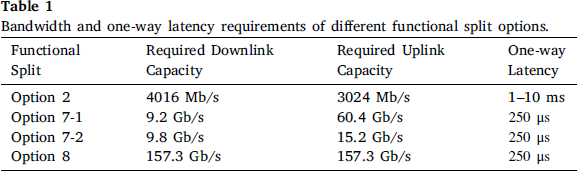 Table 1
Bandwidth and one-way latency requirements of different functional split options.
Functional Split Required Downlink Capacity Required Uplink Capacity One-way Latency
Option 2 4016 Mb/s 3024 Mb/s 1–10 ms
Option 7-1 9.2 Gb/s 60.4 Gb/s 250 μs
Option 7-2 9.8 Gb/s 15.2 Gb/s 250 μs
Option 8 157.3 Gb/s 157.3 Gb/s 250 μs